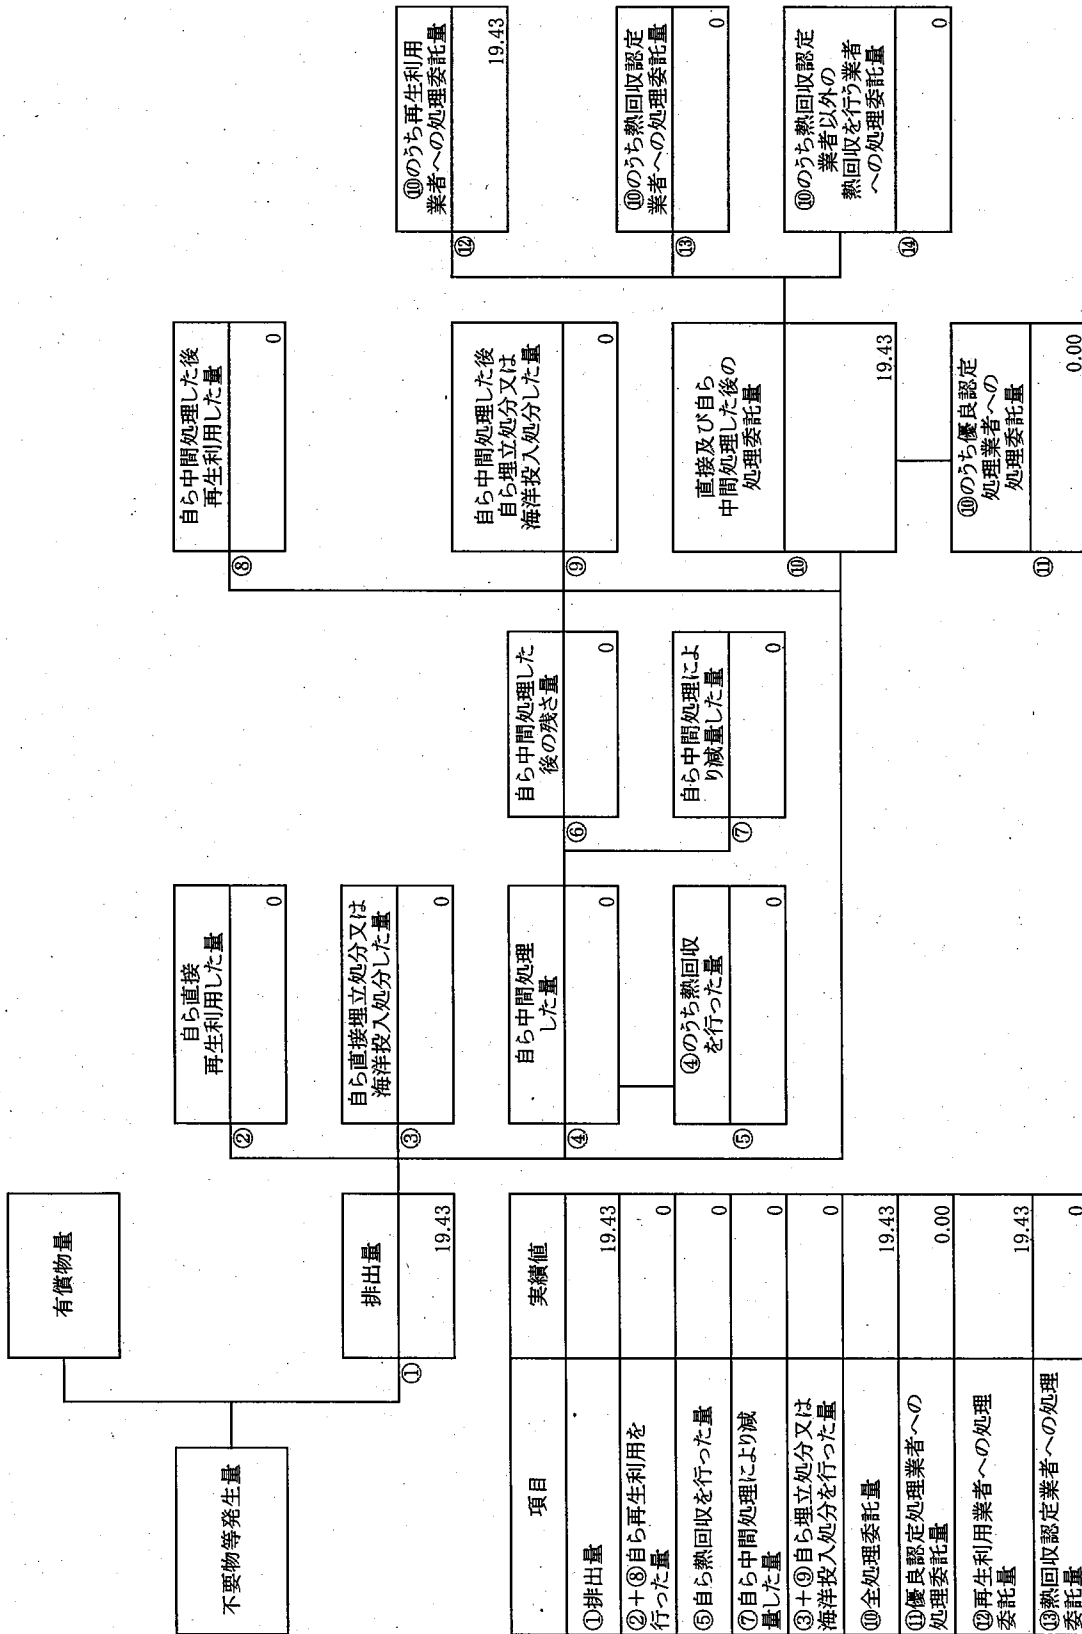 不要物等発生量
有償物量
排出量
①
19.43
自ら直接
再生利用した量
②
0
自ら直接埋立処分又は
海洋投入処分した量
③
0
自ら中間処理
した量
④
0
④のうち熱回収
を行った量
⑤
0
自ら中間処理した
後の残さ量
⑥
0
自ら中間処理によ
り減量した量
⑦
0
自ら中間処理した後
再生利用した量
⑧
0
自ら中間処理した後
自ら埋立処分又は
海洋投入処分した量
⑨
0
直接及び自ら
中間処理した後の
処理委託量
⑩
19.43
⑩のうち優良認定
処理業者への
処理委託量
⑪
0.00
⑩のうち再生利用
業者への処理委託量
⑫
19.43
⑩のうち熱回収認定
業者への処理委託量
⑬
0
⑩のうち熱回収認定
業者以外の
熱回収を行う業者
への処理委託量
⑭
0
項目 実績値
①排出量 19.43
②+⑧自ら再生利用を
行った量 0
⑤自ら熱回収を行った量 0
⑦自ら中間処理により減
量した量 0
③+⑨自ら埋立処分又は
海洋投入処分を行った量 0
⑩全処理委託量 19.43
⑪優良認定処理業者への
処理委託量 0.00
⑫再生利用業者への処理
委託量 19.43
⑬熱回収認定業者への処理
委託量 0